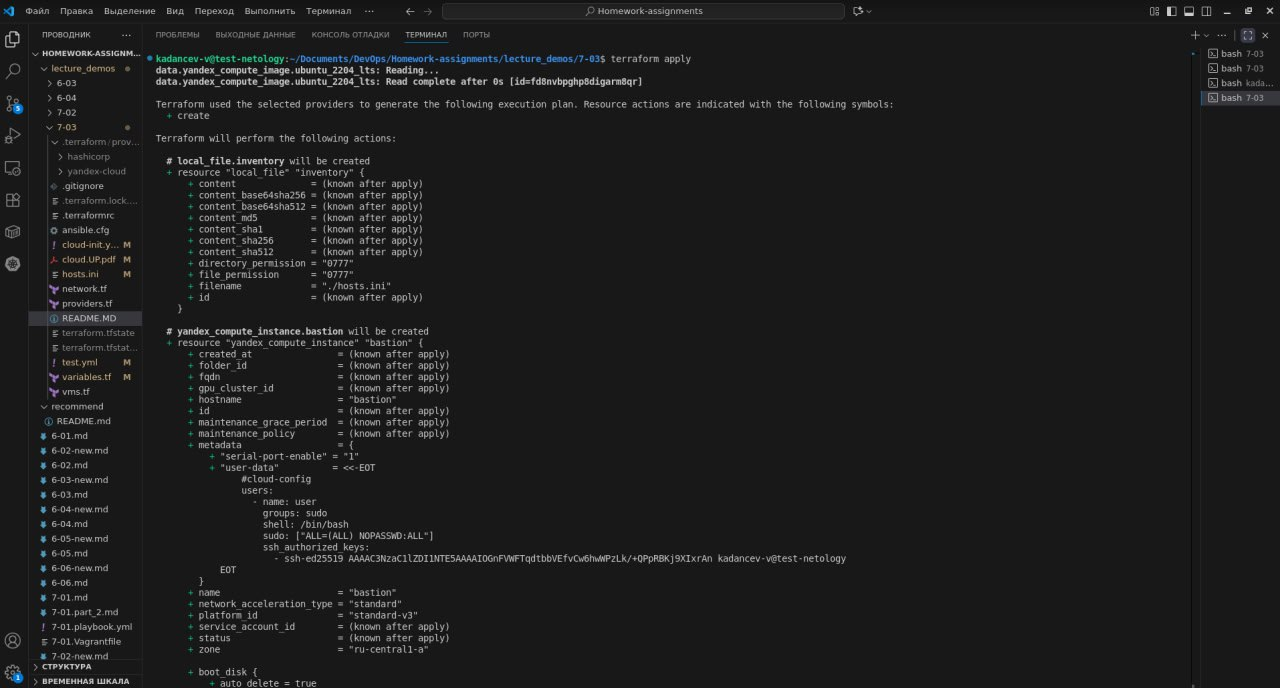 Файл Правка Выделение Вид Переход Выполнить Терминал ··· Homework-assignments
ПРОВОДНИК ···
HOMEWORK-ASSIGNM...
lecture_demos
6-03
6-04
7-02
7-03
.terraform / prov...
hashicorp
yandex-cloud
.gitignore
.terraform.lock....
.terraformrc
ansible.cfg
cloud-init.y... M
cloud.UP.pdf M
hosts.ini M
network.tf
providers.tf
README.MD
terraform.tfstate
terraform.tfstat...
test.yml M
variables.tf M
vms.tf
recommend
README.md
6-01.md
6-02-new.md
6-02.md
6-03-new.md
6-03.md
6-04-new.md
6-04.md
6-05-new.md
6-05.md
6-06-new.md
6-06.md
7-01.md
7-01.part_2.md
7-01.playbook.yml
7-01.Vagrantfile
7-02-new.md
СТРУКТУРА
ВРЕМЕННАЯ ШКАЛА
3
1
ПРОБЛЕМЫ ВЫХОДНЫЕ ДАННЫЕ КОНСОЛЬ ОТЛАДКИ ТЕРМИНАЛ ПОРТЫ
kadancev-v@test-netology:~/Documents/DevOps/Homework-assignments/lecture_demos/7-03$ terraform apply
data.yandex_compute_image.ubuntu_2204_lts: Reading...
data.yandex_compute_image.ubuntu_2204_lts: Read complete after 0s [id=fd8nvbpghp8digarm8qr]
Terraform used the selected providers to generate the following execution plan. Resource actions are indicated with the following symbols:
+ create
Terraform will perform the following actions:
# local_file.inventory will be created
+ resource "local_file" "inventory" {
+ content = (known after apply)
+ content_base64sha256 = (known after apply)
+ content_base64sha512 = (known after apply)
+ content_md5 = (known after apply)
+ content_sha1 = (known after apply)
+ content_sha256 = (known after apply)
+ content_sha512 = (known after apply)
+ directory_permission = "0777"
+ file_permission = "0777"
+ filename = "./hosts.ini"
+ id = (known after apply)
}
# yandex_compute_instance.bastion will be created
+ resource "yandex_compute_instance" "bastion" {
+ created_at = (known after apply)
+ folder_id = (known after apply)
+ fqdn = (known after apply)
+ gpu_cluster_id = (known after apply)
+ hostname = "bastion"
+ id = (known after apply)
+ maintenance_grace_period = (known after apply)
+ maintenance_policy = (known after apply)
+ metadata = {
+ "serial-port-enable" = "1"
+ "user-data" = <<-EOT
#cloud-config
users:
- name: user
groups: sudo
shell: /bin/bash
sudo: ["ALL=(ALL) NOPASSWD:ALL"]
ssh_authorized_keys:
- ssh-ed25519 AAAAC3NzaC1lZDI1NTE5AAAAIOGnFVWFTqdtbbVEfvCw6hwWPzLk/+QPpRBKj9XIxrAn kadancev-v@test-netology
EOT
}
+ name = "bastion"
+ network_acceleration_type = "standard"
+ platform_id = "standard-v3"
+ service_account_id = (known after apply)
+ status = (known after apply)
+ zone = "ru-central1-a"
+ boot_disk {
+ auto_delete = true
bash 7-03
bash 7-03
bash kada...
bash 7-03